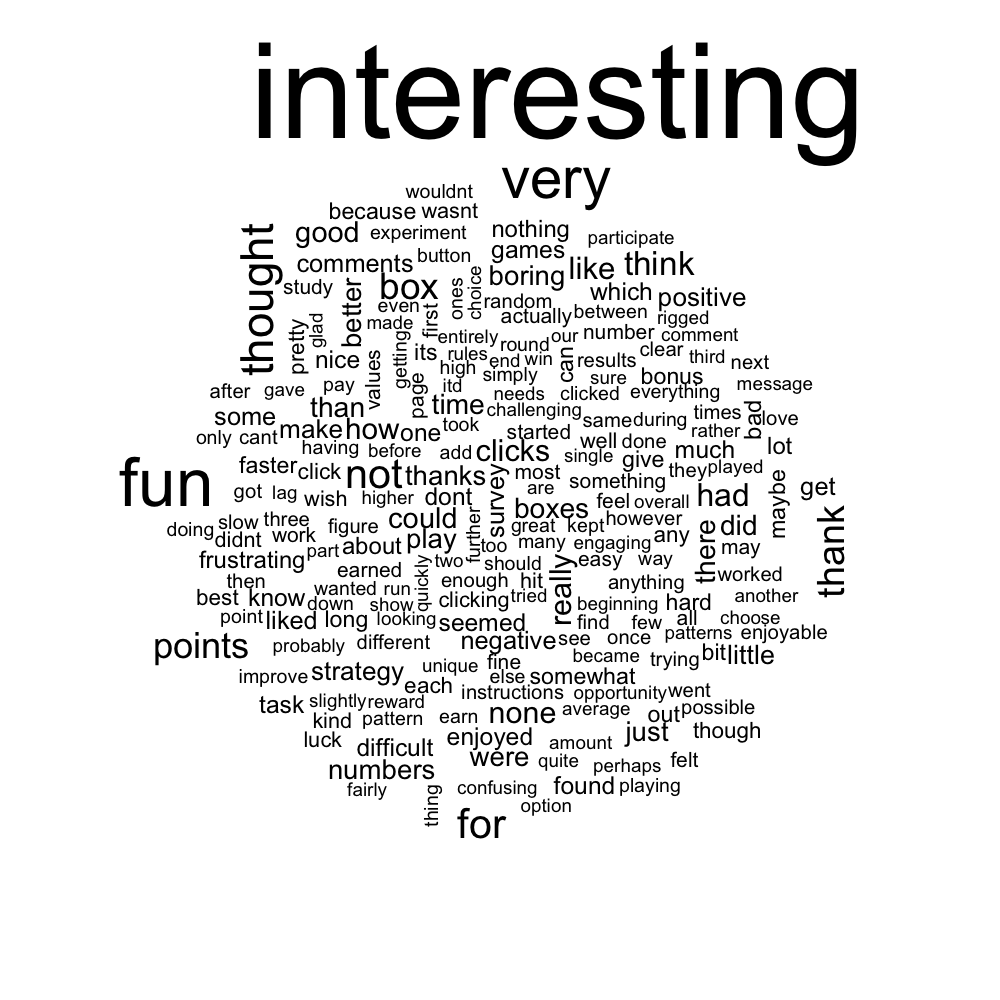 interesting
very
wouldnt
because wasnt
thought
good experiment
nothing
participate
comments button
games
study
better
box
ones
choice
boring like think
even
first
random
which positive
pretty
glad
made
actually between rigged
getting
entirely
round
our number comment
nice
values
its rules
end win
can
results clear third next
high
simply
after gave pay
page
itd
sure bonus message
needs clicked everything
some than
time challenging
same during times
bad
love
only cant make how one took started
well done rather
lot
having before add clicks
single give much
fun
faster click not thanks
survey
most something they played
got lag wish higher dont
are
feel overall had
maybe
get
doing slow three
could
boxes
however
there
did
thank
didnt work figure
further
great kept
any
part about play
too many engaging
may
frustrating
earned
quickly
two should
really
easy way
worked
then
wanted run
enough hit
anything
another
best know down show
clicking tried
beginning hard
point liked long looking seemed
find few all choose
points
probably different negative see once patterns enjoyable
became trying bit little
improve strategy unique fine
else somewhat
each instructions opportunity went
task slightly reward
kind pattern earn none average out possible
luck difficult enjoyed amount just though
numbers were quite perhaps felt
fairly
thing
confusing found playing
option
for